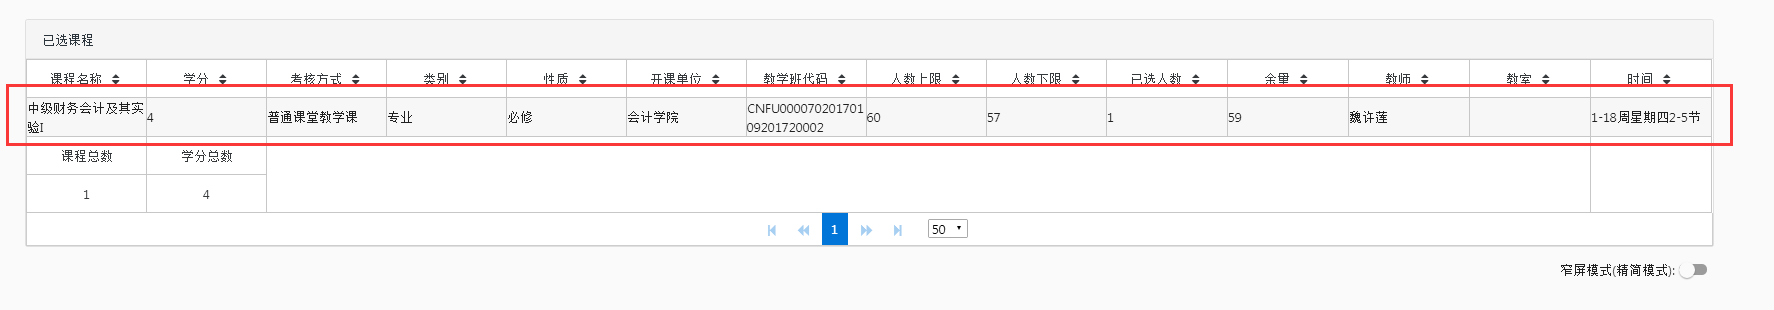 已选课程
课程名称 学分 考核方式 类别 性质 开课单位 教学班代码 人数上限 人数下限 已选人数 余量 教师 教室 时间
中级财务会计及其实 4 普通课堂教学课 专业 必修 会计学院 CNFU000070201701 60 57 1 59 魏许莲 1-18周星期四2-5节
验I 09201720002
课程总数 学分总数
1 4
1 50
窄屏模式(精简模式):